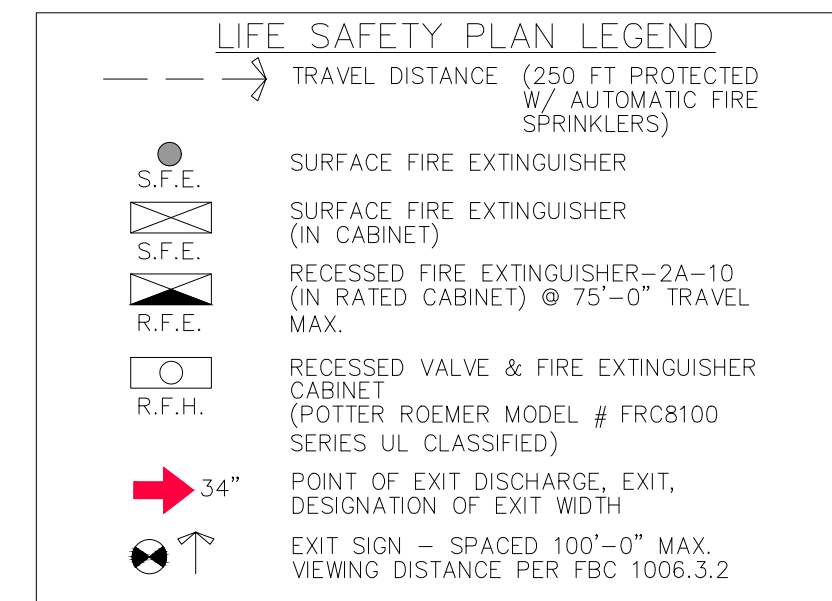 LIFE SAFETY PLAN LEGEND
TRAVEL DISTANCE (250 FT PROTECTED
W/ AUTOMATIC FIRE
SPRINKLERS)
S.F.E.
SURFACE FIRE EXTINGUISHER
S.F.E.
SURFACE FIRE EXTINGUISHER
(IN CABINET)
R.F.E.
RECESSED FIRE EXTINGUISHER-2A-10
(IN RATED CABINET) @ 75'-0" TRAVEL
MAX.
R.F.H.
RECESSED VALVE & FIRE EXTINGUISHER
CABINET
(POTTER ROEMER MODEL # FRC8100
SERIES UL CLASSIFIED)
34"
POINT OF EXIT DISCHARGE, EXIT,
DESIGNATION OF EXIT WIDTH
EXIT SIGN - SPACED 100'-0" MAX.
VIEWING DISTANCE PER FBC 1006.3.2